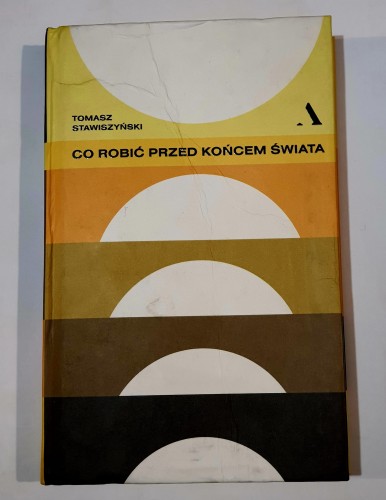 TOMASZ
STAWISZYŃSKI
A
CO ROBIĆ PRZED KOŃCEM ŚWIATA